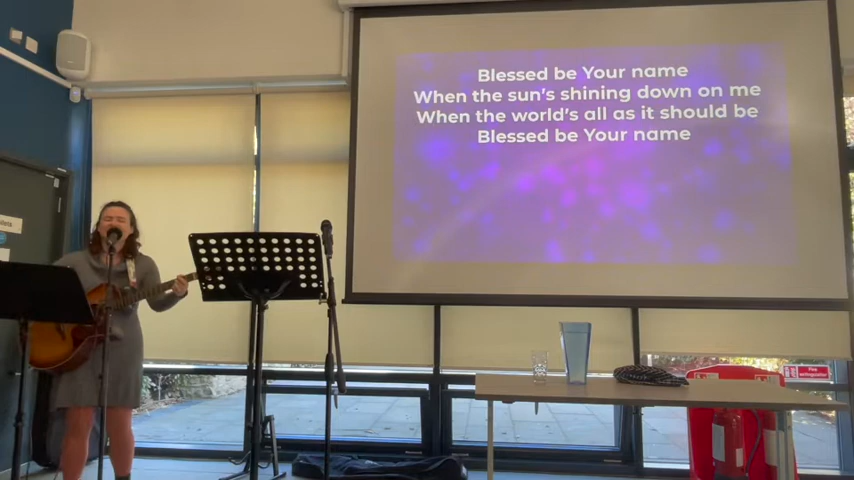 Blessed be Your name
When the sun's shining down on me
When the world's all as it should be
Blessed be Your name
Fire